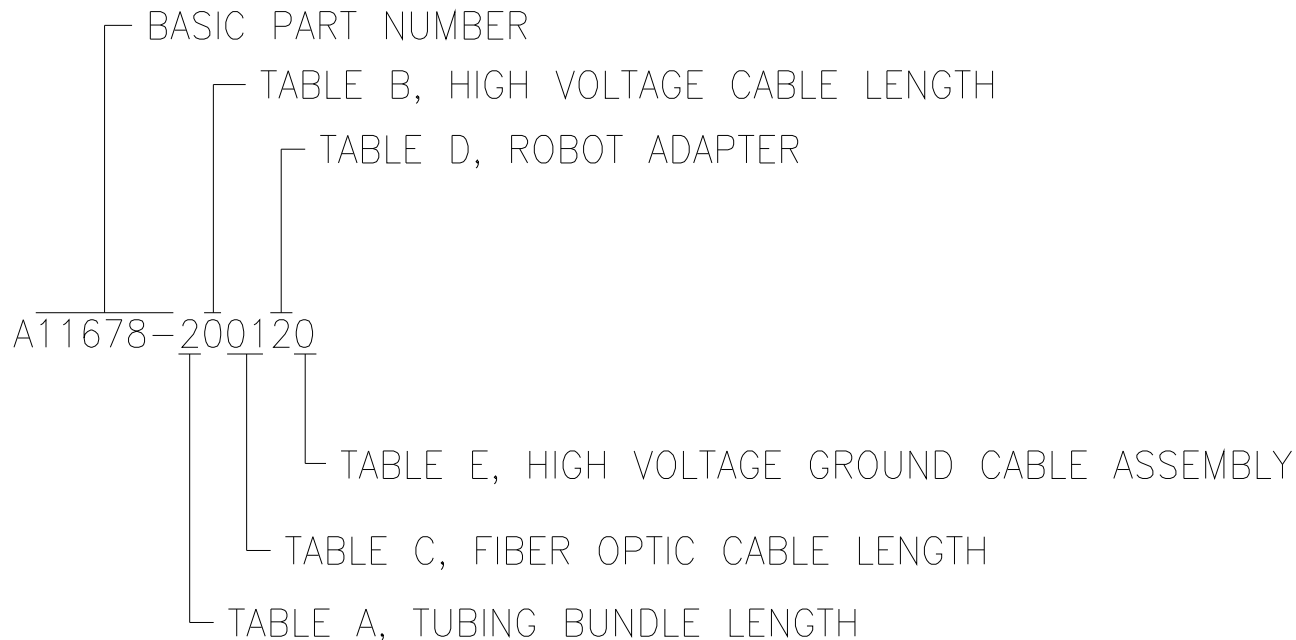 BASIC PART NUMBER
TABLE B, HIGH VOLTAGE CABLE LENGTH
TABLE D, ROBOT ADAPTER
A11678-200120
TABLE E, HIGH VOLTAGE GROUND CABLE ASSEMBLY
TABLE C, FIBER OPTIC CABLE LENGTH
TABLE A, TUBING BUNDLE LENGTH